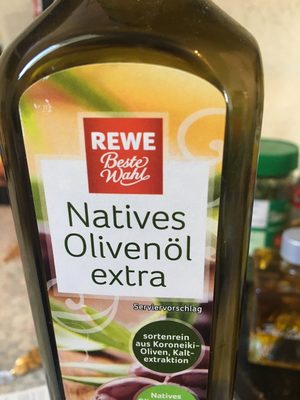 REWE
Beste
Wahl
Natives
Olivenöl
extra
Serviervorschlag
sortenrein
aus Koroneiki-
Oliven, Kalt-
extraktion
Natives